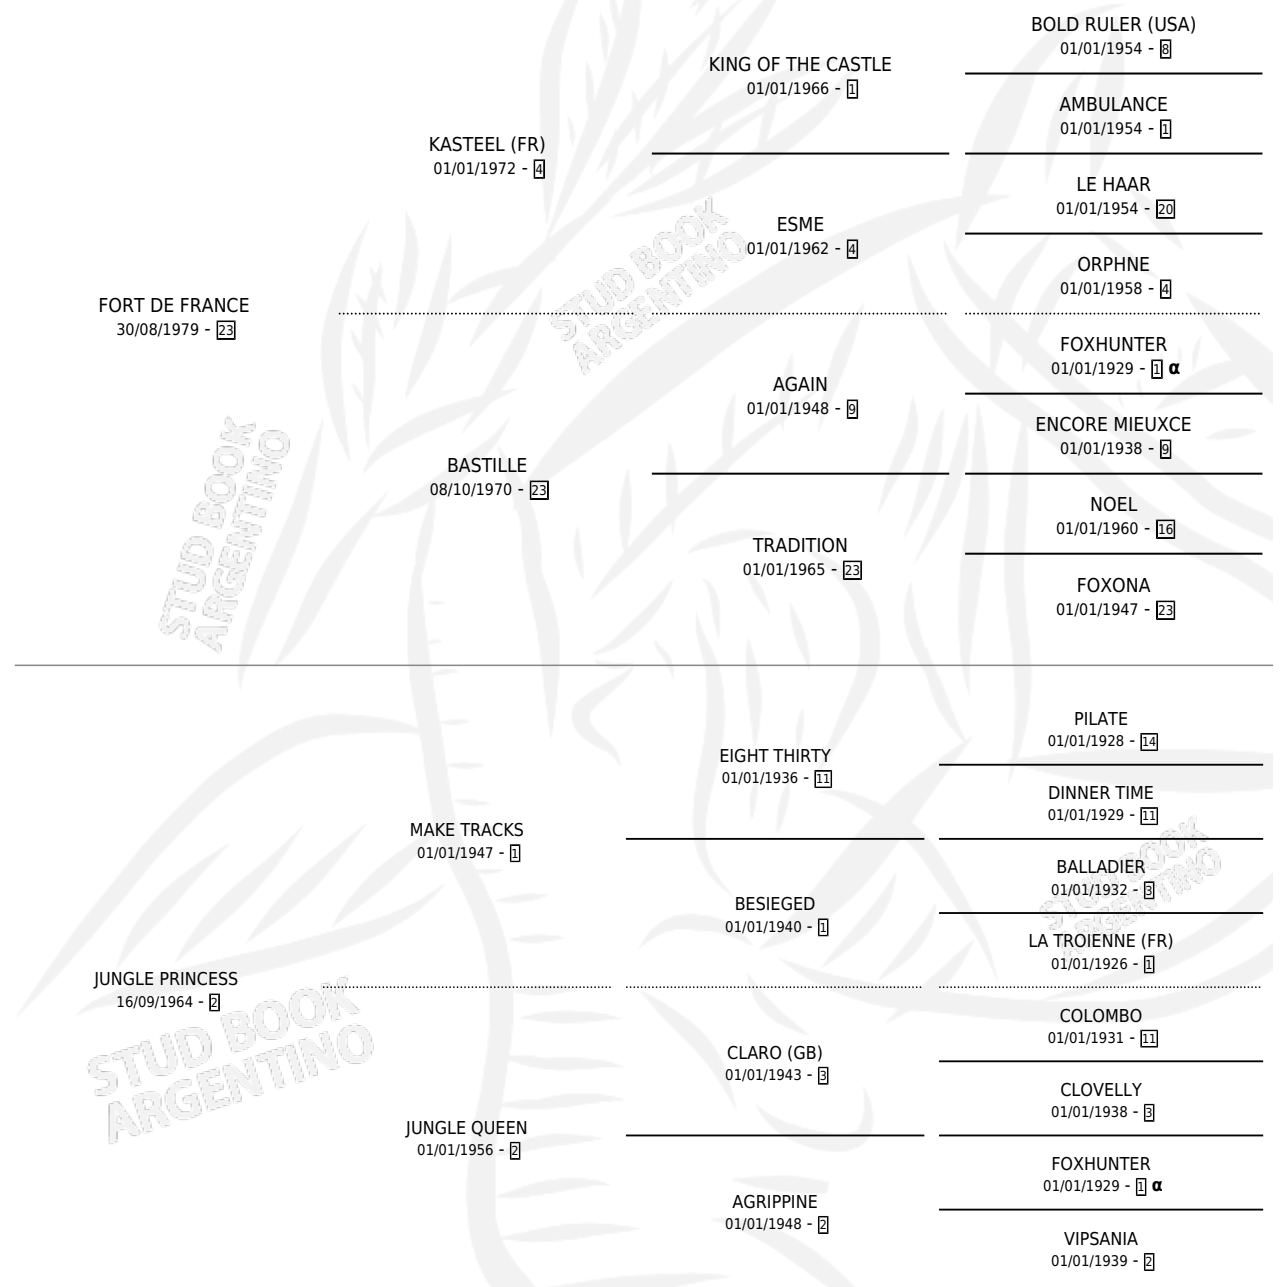 BOLD RULER (USA)
01/01/1954 - 8
KING OF THE CASTLE
01/01/1966 - 1
AMBULANCE
01/01/1954 - 1
KASTEEL (FR)
01/01/1972 - 4
LE HAAR
01/01/1954 - 20
ESME
01/01/1962 - 4
ORPHNE
01/01/1958 - 4
FORT DE FRANCE
30/08/1979 - 23
FOXHUNTER
01/01/1929 - 1 α
AGAIN
01/01/1948 - 9
ENCORE MIEUXCE
01/01/1938 - 9
BASTILLE
08/10/1970 - 23
NOEL
01/01/1960 - 16
TRADITION
01/01/1965 - 23
FOXONA
01/01/1947 - 23
PILATE
01/01/1928 - 14
EIGHT THIRTY
01/01/1936 - 11
DINNER TIME
01/01/1929 - 11
MAKE TRACKS
01/01/1947 - 1
BALLADIER
01/01/1932 - 3
BESIEGED
01/01/1940 - 1
LA TROIENNE (FR)
01/01/1926 - 1
JUNGLE PRINCESS
16/09/1964 - 2
COLOMBO
01/01/1931 - 11
CLARO (GB)
01/01/1943 - 3
CLOVELLY
01/01/1938 - 3
JUNGLE QUEEN
01/01/1956 - 2
FOXHUNTER
01/01/1929 - 1 α
AGRIPPINE
01/01/1948 - 2
VIPSANIA
01/01/1939 - 2
STUD BOOK
ARGENTINO
STUD BOOK
ARGENTINO
STUD BOOK
ARGENTINO
STUD BOOK
ARGENTINO